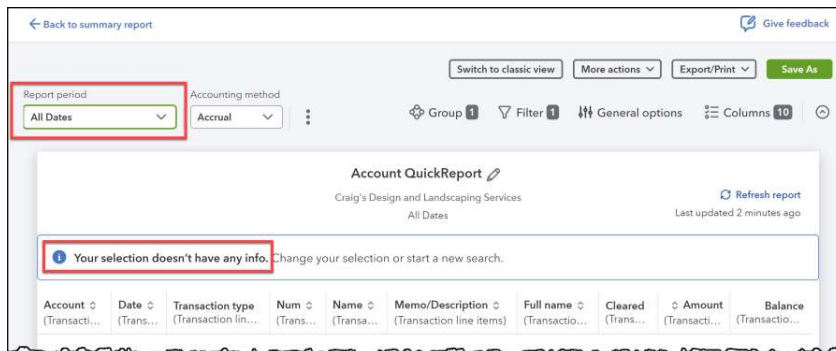 Back to summary report
Give feedback
Switch to classic view
More actions
Export/Print
Save As
Report period
Accounting method
All Dates
Accrual
Group 1
Filter 1
General options
Columns 10
Account QuickReport
Craig's Design and Landscaping Services
All Dates
Refresh report
Last updated 2 minutes ago
Your selection doesn't have any info. Change your selection or start a new search.
Account Date Transaction type Num Name Memo/Description Full name Cleared Amount Balance
(Transacti... (Trans... (Transaction lin... (Trans... (Transa... (Transaction line items) (Transactio... (Trans... (Transacti... (Transactio...